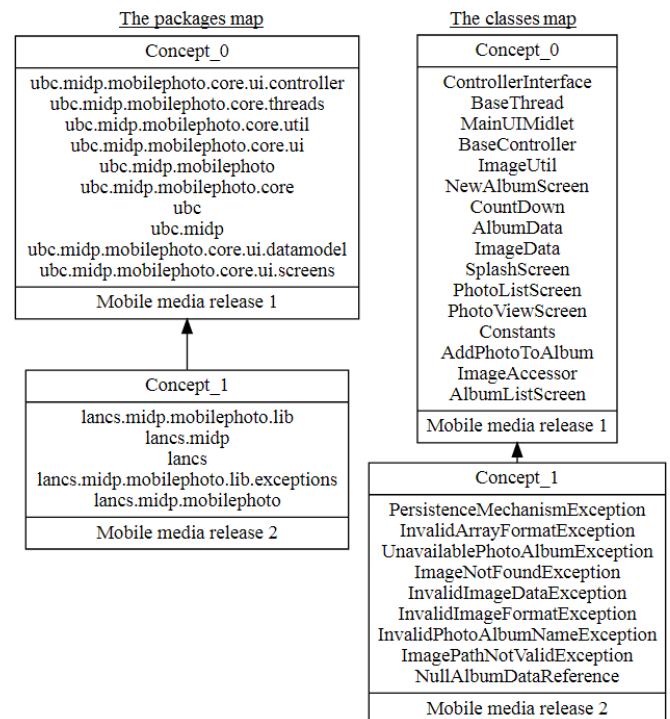 The packages map
Concept_0
ubc.midp.mobilephoto.core.ui.controller
ubc.midp.mobilephoto.core.threads
ubc.midp.mobilephoto.core.util
ubc.midp.mobilephoto.core.ui
ubc.midp.mobilephoto
ubc.midp.mobilephoto.core
ubc
ubc.midp
ubc.midp.mobilephoto.core.ui.datamodel
ubc.midp.mobilephoto.core.ui.screens
Mobile media release 1
Concept_1
lancs.midp.mobilephoto.lib
lancs.midp
lancs
lancs.midp.mobilephoto.lib.exceptions
lancs.midp.mobilephoto
Mobile media release 2
The classes map
Concept_0
ControllerInterface
BaseThread
MainUIMidlet
BaseController
ImageUtil
NewAlbumScreen
CountDown
AlbumData
ImageData
SplashScreen
PhotoListScreen
PhotoViewScreen
Constants
AddPhotoToAlbum
ImageAccessor
AlbumListScreen
Mobile media release 1
Concept_1
PersistenceMechanismException
InvalidArrayFormatException
UnavailablePhotoAlbumException
ImageNotFoundException
InvalidImageDataException
InvalidImageFormatException
InvalidPhotoAlbumNameException
ImagePathNotValidException
NullAlbumDataReference
Mobile media release 2